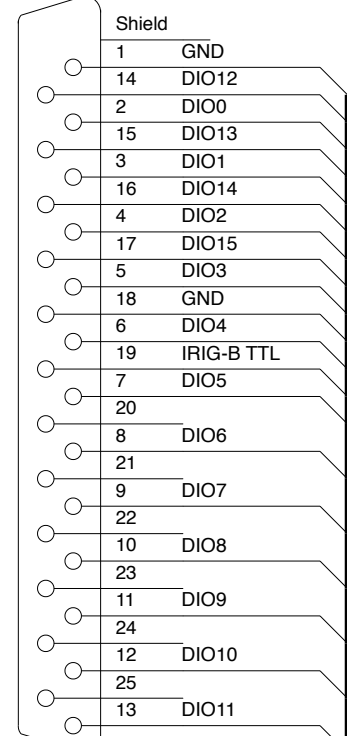 Shield
1 GND
14 DIO12
2 DIO0
15 DIO13
3 DIO1
16 DIO14
4 DIO2
17 DIO15
5 DIO3
18 GND
6 DIO4
19 IRIG-B TTL
7 DIO5
20
8 DIO6
21
9 DIO7
22
10 DIO8
23
11 DIO9
24
12 DIO10
25
13 DIO11